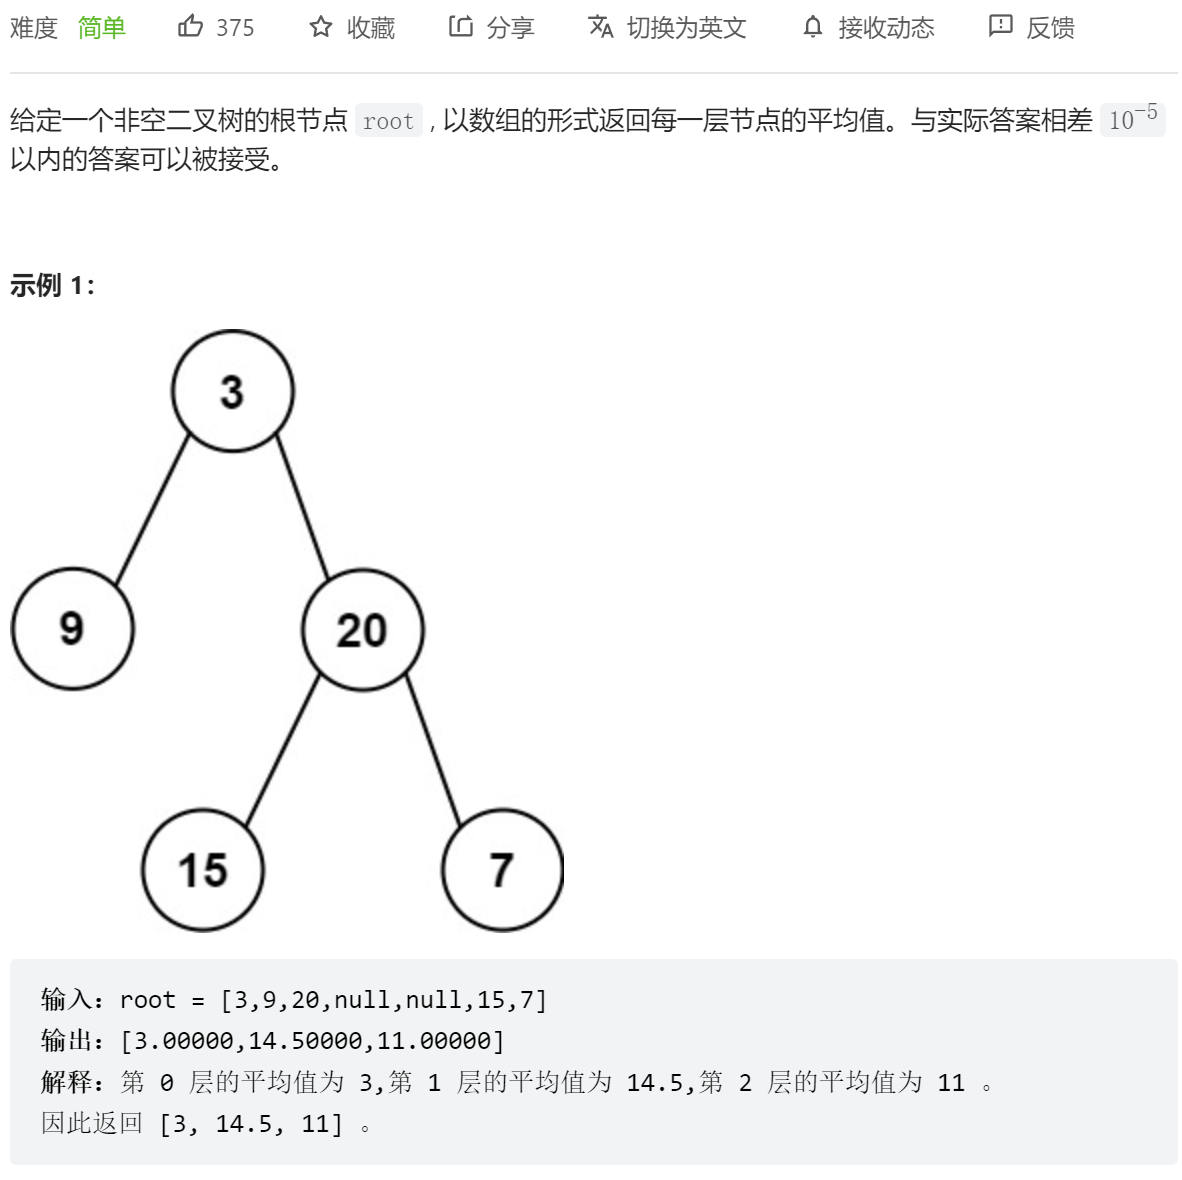 难度 简单 375 收藏 分享 切换为英文 接收动态 反馈
给定一个非空二叉树的根节点 root , 以数组的形式返回每一层节点的平均值。与实际答案相差 10⁻⁵
以内的答案可以被接受。
示例 1：
3
9 20
15 7
输入：root = [3,9,20,null,null,15,7]
输出：[3.00000,14.50000,11.00000]
解释：第 0 层的平均值为 3,第 1 层的平均值为 14.5,第 2 层的平均值为 11 。
因此返回 [3, 14.5, 11] 。